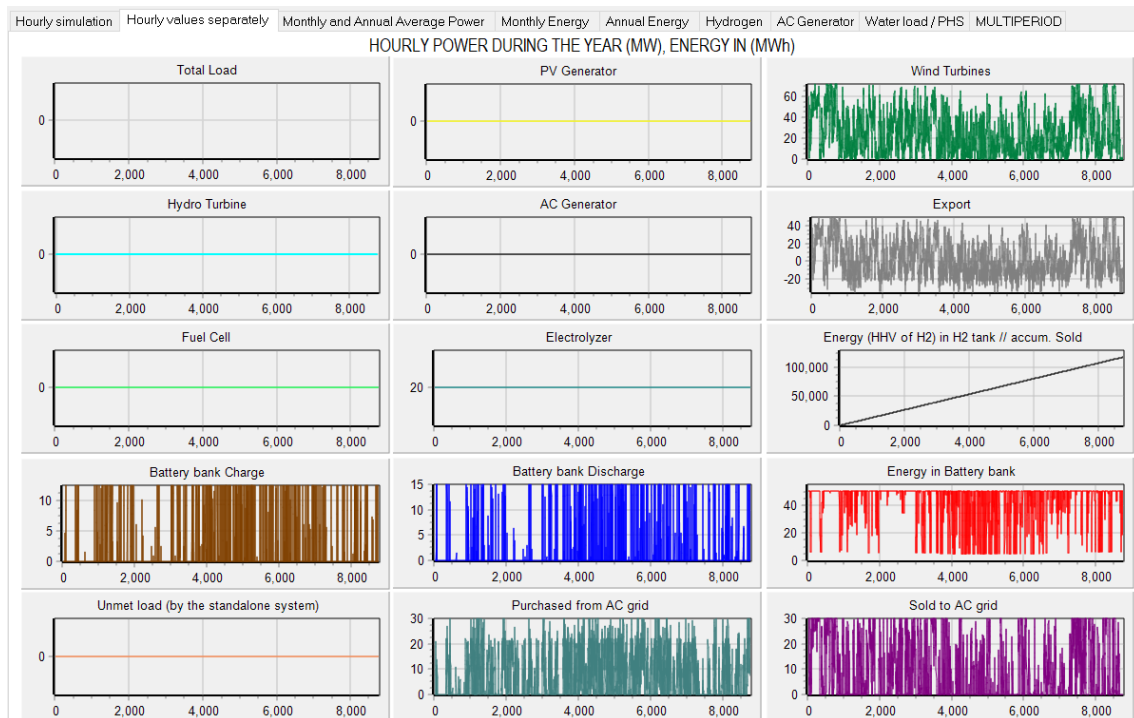 Hourly simulation Hourly values separately Monthly and Annual Average Power Monthly Energy Annual Energy Hydrogen AC Generator Water load / PHS MULTIPERIOD
HOURLY POWER DURING THE YEAR (MW), ENERGY IN (MWh)
Total Load
0
0 2,000 4,000 6,000 8,000
PV Generator
0
0 2,000 4,000 6,000 8,000
Wind Turbines
60
40
20
0
0 2,000 4,000 6,000 8,000
Hydro Turbine
0
0 2,000 4,000 6,000 8,000
AC Generator
0
0 2,000 4,000 6,000 8,000
Export
40
20
0
-20
0 2,000 4,000 6,000 8,000
Fuel Cell
0
0 2,000 4,000 6,000 8,000
Electrolyzer
20
0 2,000 4,000 6,000 8,000
Energy (HHV of H2) in H2 tank // accum. Sold
100,000
50,000
0
0 2,000 4,000 6,000 8,000
Battery bank Charge
10
5
0
0 2,000 4,000 6,000 8,000
Battery bank Discharge
15
10
5
0
0 2,000 4,000 6,000 8,000
Energy in Battery bank
40
20
0
0 2,000 4,000 6,000 8,000
Unmet load (by the standalone system)
0
0 2,000 4,000 6,000 8,000
Purchased from AC grid
30
20
10
0
0 2,000 4,000 6,000 8,000
Sold to AC grid
30
20
10
0
0 2,000 4,000 6,000 8,000